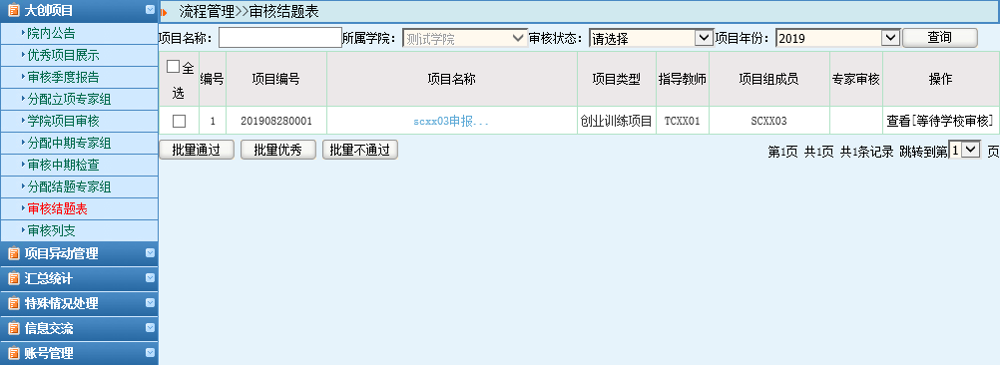 大创项目
院内公告
优秀项目展示
审核季度报告
分配立项专家组
学院项目审核
分配中期专家组
审核中期检查
分配结题专家组
审核结题表
审核列支
项目异动管理
汇总统计
特殊情况处理
信息交流
账号管理
流程管理>>审核结题表
项目名称: 所属学院: 测试学院 审核状态: 请选择 项目年份: 2019 查询
全选 编号 项目编号 项目名称 项目类型 指导教师 项目组成员 专家审核 操作
1 201908280001 scxx03申报... 创业训练项目 TCXX01 SCXX03 查看[等待学校审核]
批量通过 批量优秀 批量不通过 第1页 共1页 共1条记录 跳转到第 1 页